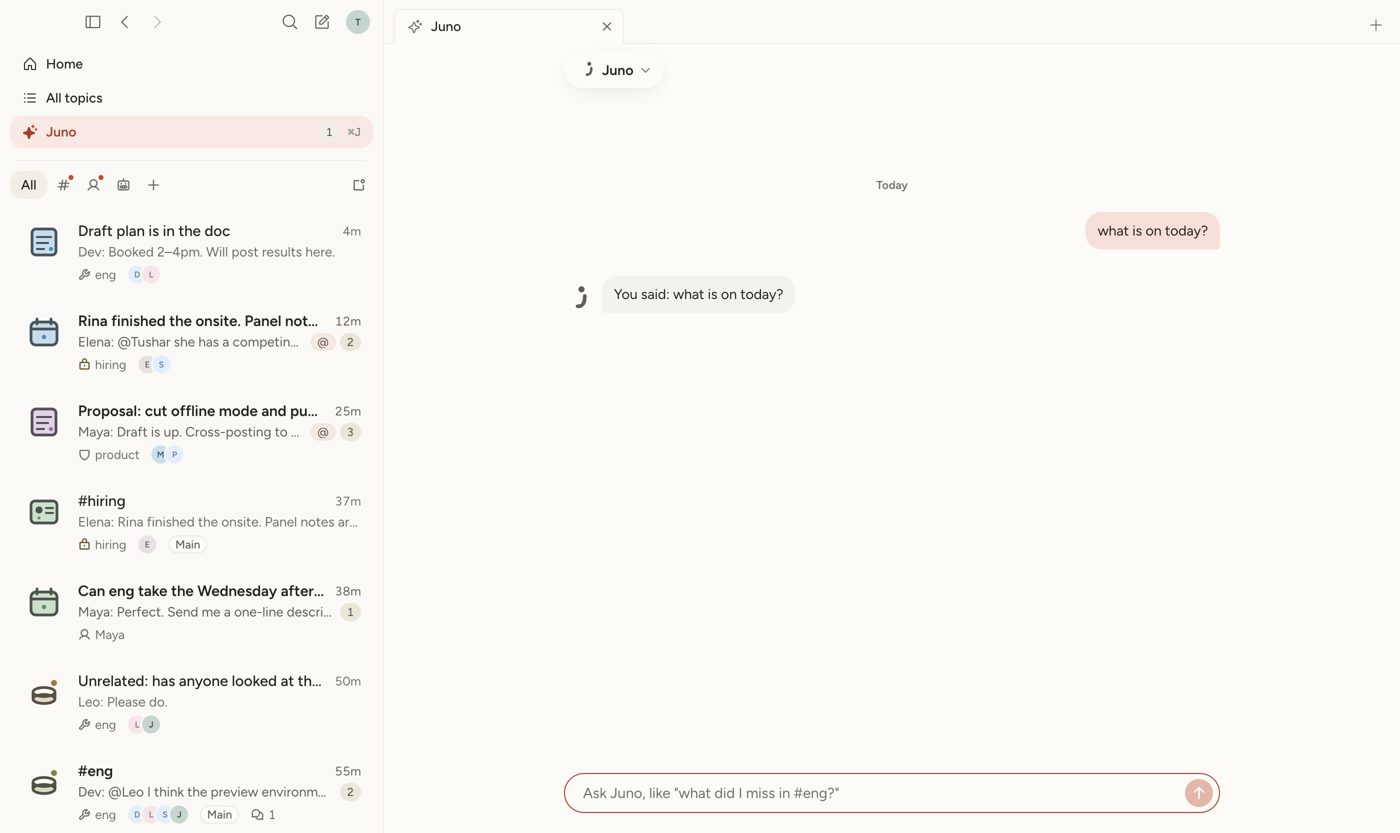 T
Home
All topics
Juno 1 ⌘J
All
Draft plan is in the doc 4m
Dev: Booked 2–4pm. Will post results here.
eng D L
Rina finished the onsite. Panel not... 12m
Elena: @Tushar she has a competin... @ 2
hiring E S
Proposal: cut offline mode and pu... 25m
Maya: Draft is up. Cross-posting to ... @ 3
product M P
#hiring 37m
Elena: Rina finished the onsite. Panel notes ar...
hiring E Main
Can eng take the Wednesday after... 38m
Maya: Perfect. Send me a one-line descri... 1
Maya
Unrelated: has anyone looked at th... 50m
Leo: Please do.
eng L J
#eng 55m
Dev: @Leo I think the preview environm... 2
eng D L S J Main 1
Juno
Juno
Today
what is on today?
You said: what is on today?
Ask Juno, like "what did I miss in #eng?"